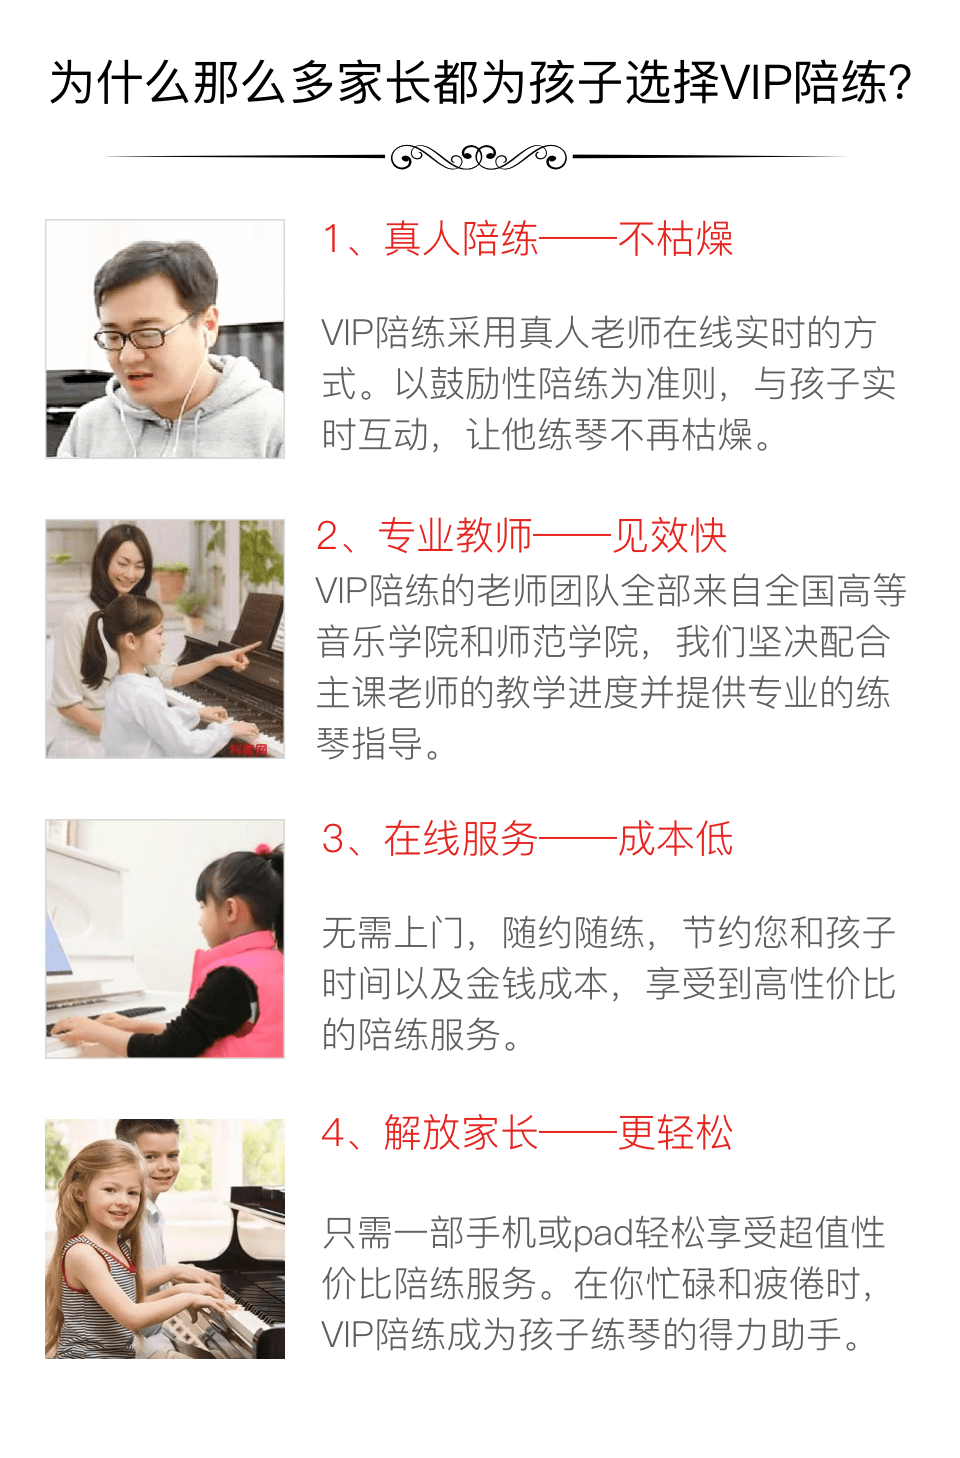 为什么那么多家长都为孩子选择VIP陪练？
1、真人陪练——不枯燥
VIP陪练采用真人老师在线实时的方
式。以鼓励性陪练为准则，与孩子实
时互动，让他练琴不再枯燥。
2、专业教师——见效快
VIP陪练的老师团队全部来自全国高等
音乐学院和师范学院，我们坚决配合
主课老师的教学进度并提供专业的练
琴指导。
3、在线服务——成本低
无需上门，随约随练，节约您和孩子
时间以及金钱成本，享受到高性价比
的陪练服务。
4、解放家长——更轻松
只需一部手机或pad轻松享受超值性
价比陪练服务。在你忙碌和疲倦时，
VIP陪练成为孩子练琴的得力助手。